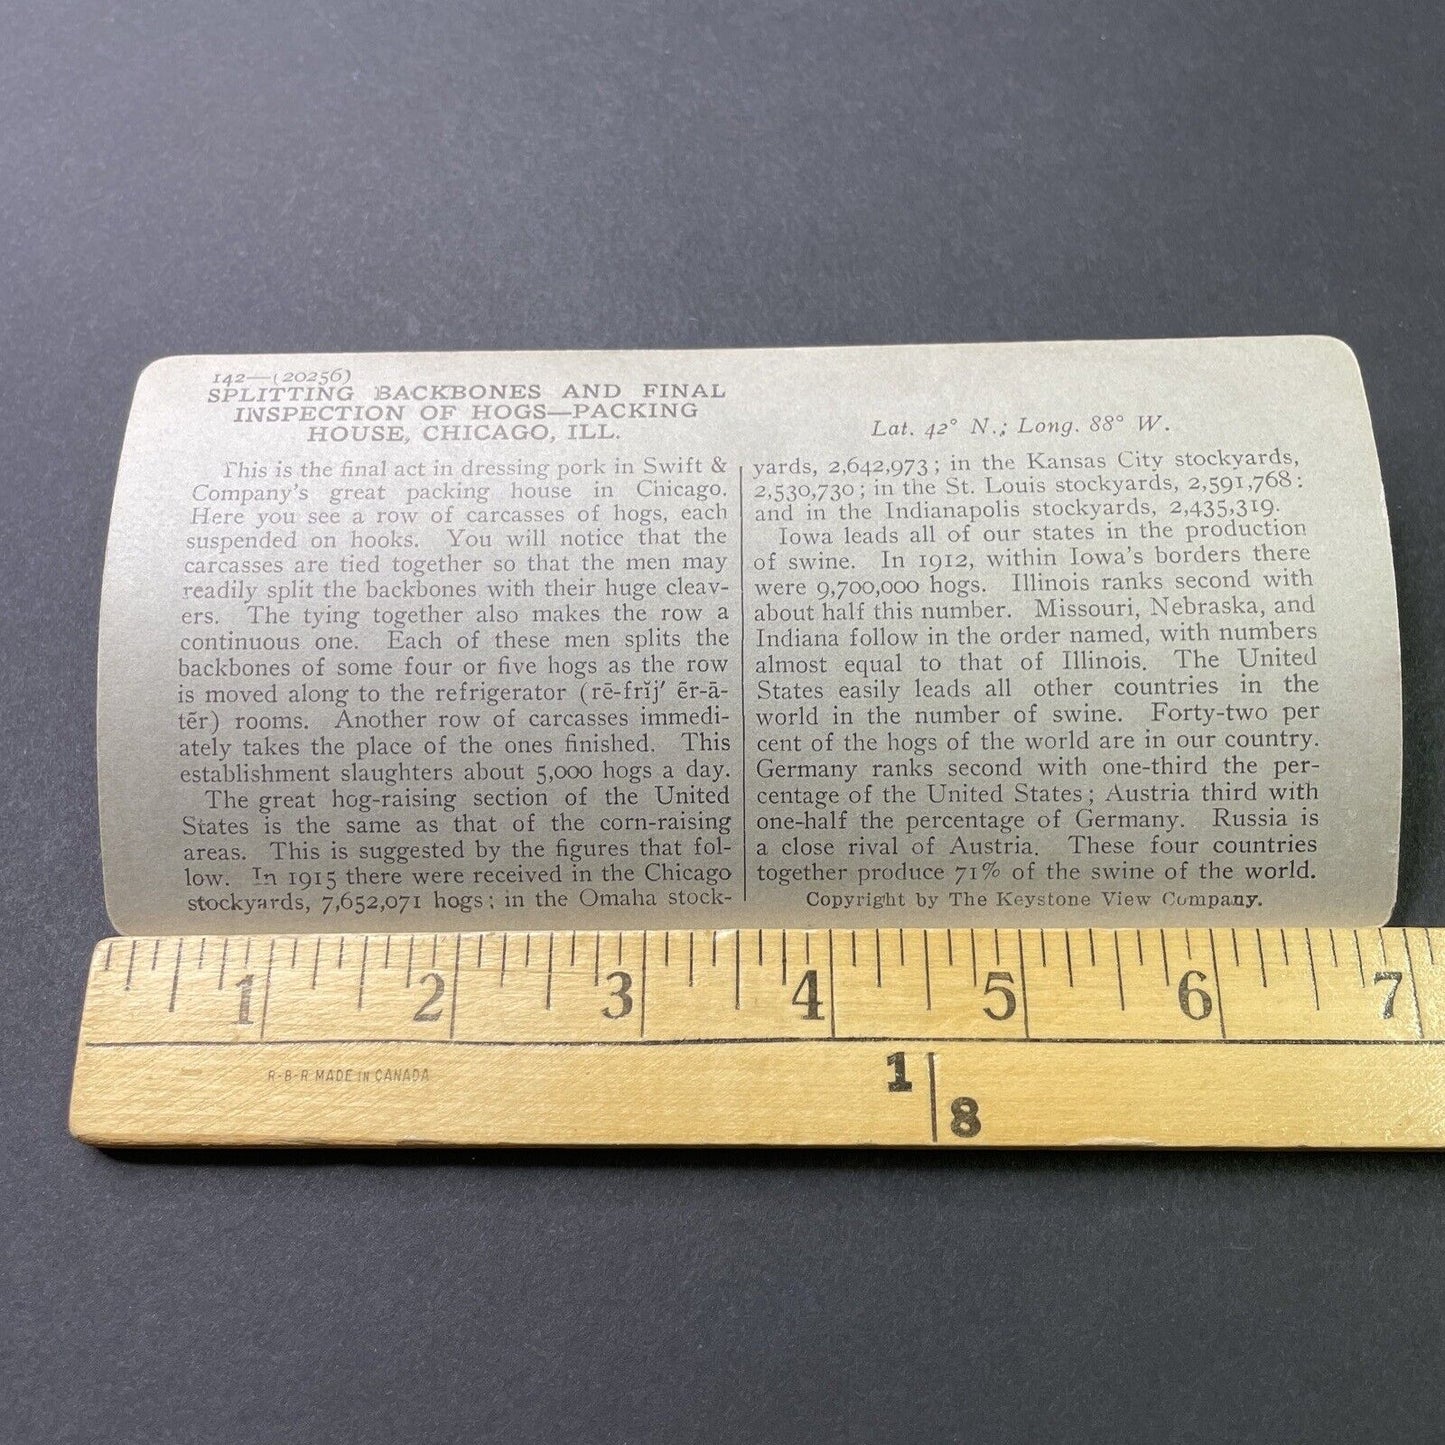 142—(20256)
SPLITTING BACKBONES AND FINAL
INSPECTION OF HOGS—PACKING
HOUSE, CHICAGO, ILL.
This is the final act in dressing pork in Swift &
Company's great packing house in Chicago.
Here you see a row of carcasses of hogs, each
suspended on hooks. You will notice that the
carcasses are tied together so that the men may
readily split the backbones with their huge cleav-
ers. The tying together also makes the row a
continuous one. Each of these men splits the
backbones of some four or five hogs as the row
is moved along to the refrigerator (rē-frĭj′ ẽr-ā-
tẽr) rooms. Another row of carcasses immedi-
ately takes the place of the ones finished. This
establishment slaughters about 5,000 hogs a day.
The great hog-raising section of the United
States is the same as that of the corn-raising
areas. This is suggested by the figures that fol-
low. In 1915 there were received in the Chicago
stockyards, 7,652,071 hogs; in the Omaha stock-
Lat. 42° N.; Long. 88° W.
yards, 2,642,973; in the Kansas City stockyards,
2,530,730; in the St. Louis stockyards, 2,591,768:
and in the Indianapolis stockyards, 2,435,319.
Iowa leads all of our states in the production
of swine. In 1912, within Iowa's borders there
were 9,700,000 hogs. Illinois ranks second with
about half this number. Missouri, Nebraska, and
Indiana follow in the order named, with numbers
almost equal to that of Illinois. The United
States easily leads all other countries in the
world in the number of swine. Forty-two per
cent of the hogs of the world are in our country.
Germany ranks second with one-third the per-
centage of the United States; Austria third with
one-half the percentage of Germany. Russia is
a close rival of Austria. These four countries
together produce 71% of the swine of the world.
Copyright by The Keystone View Company.
1 2 3 4 5 6 7
R-B-R MADE IN CANADA
1
8